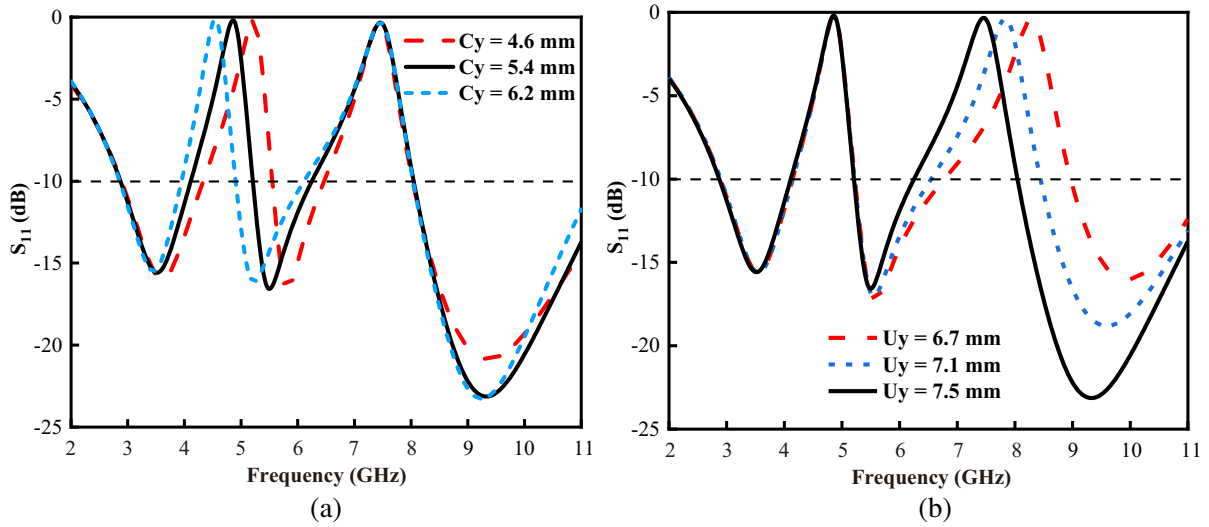 0
-5
-10
-15
-20
-25
S11 (dB)
Cy = 4.6 mm
Cy = 5.4 mm
Cy = 6.2 mm
2 3 4 5 6 7 8 9 10 11
Frequency (GHz)
(a)
0
-5
-10
-15
-20
-25
S11 (dB)
Uy = 6.7 mm
Uy = 7.1 mm
Uy = 7.5 mm
2 3 4 5 6 7 8 9 10 11
Frequency (GHz)
(b)